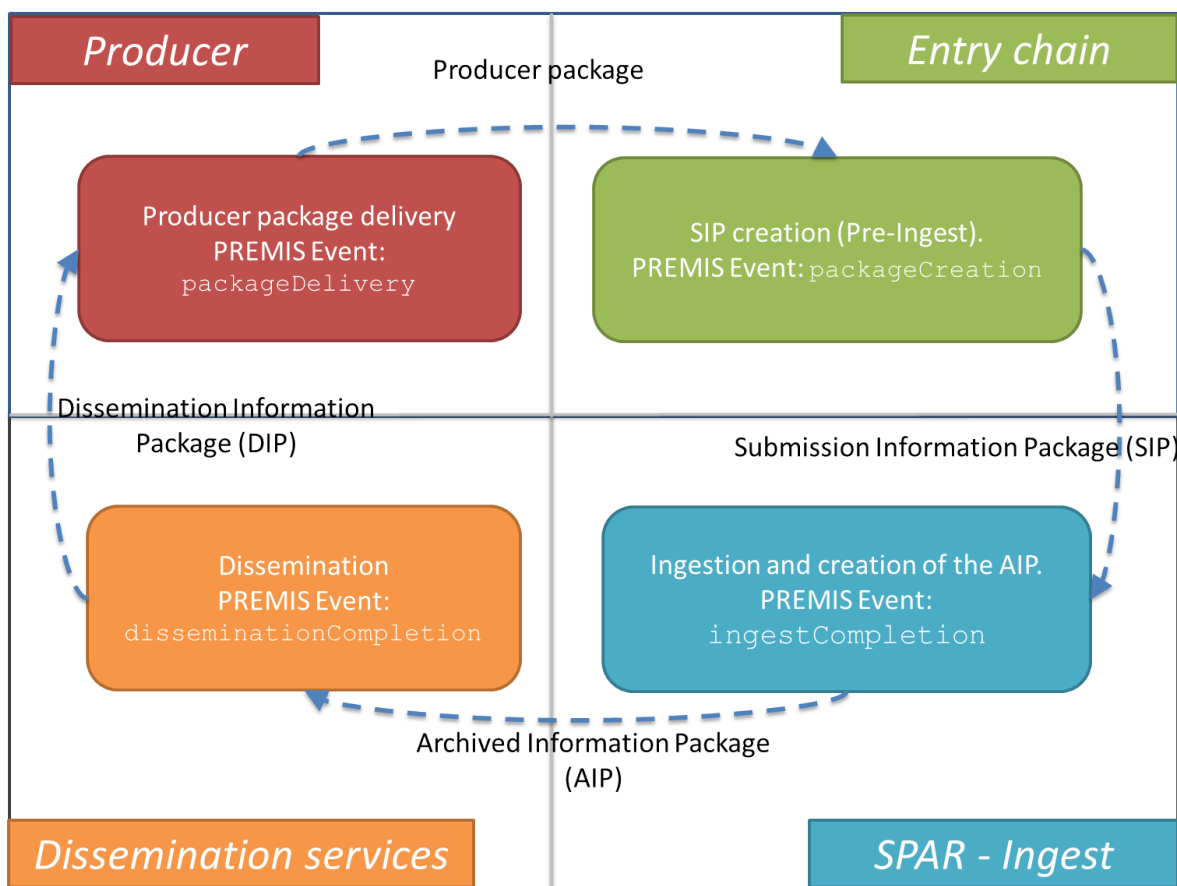 Producer
Entry chain
Producer package
Producer package delivery
PREMIS Event:
packageDelivery
SIP creation (Pre-Ingest).
PREMIS Event: packageCreation
Dissemination Information
Package (DIP)
Submission Information Package (SIP)
Dissemination
PREMIS Event:
disseminationCompletion
Ingestion and creation of the AIP.
PREMIS Event:
ingestCompletion
Archived Information Package
(AIP)
Dissemination services
SPAR - Ingest